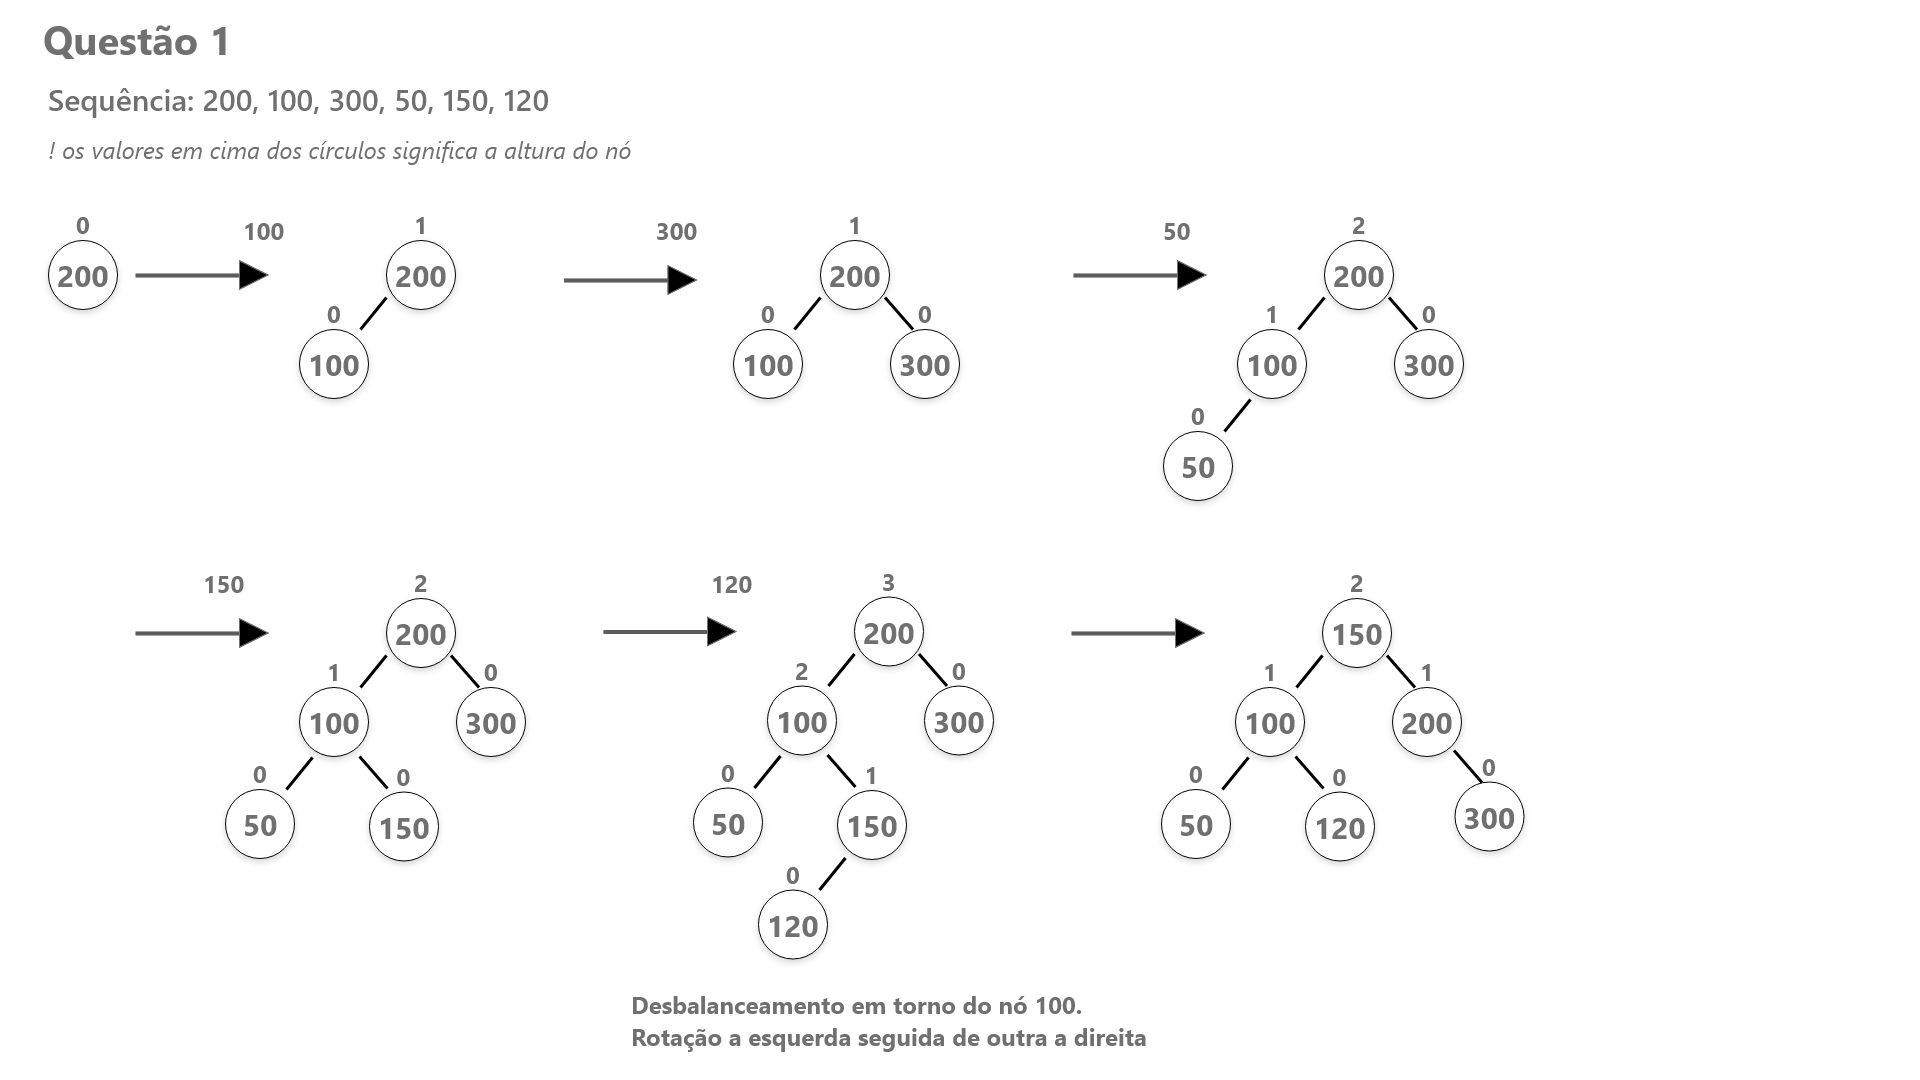 Questão 1
Sequência: 200, 100, 300, 50, 150, 120
! os valores em cima dos círculos significa a altura do nó
0 1 1 2
100 300 50
200 200 200 200
0 0 0 1 0
100 100 300 100 300
0
50
150 2 120 3 2
200 200 150
1 0 2 0 1 1
100 300 100 300 100 200
0 0 0 1 0 0 0
50 150 50 150 50 120 300
0
120
Desbalanceamento em torno do nó 100.
Rotação a esquerda seguida de outra a direita